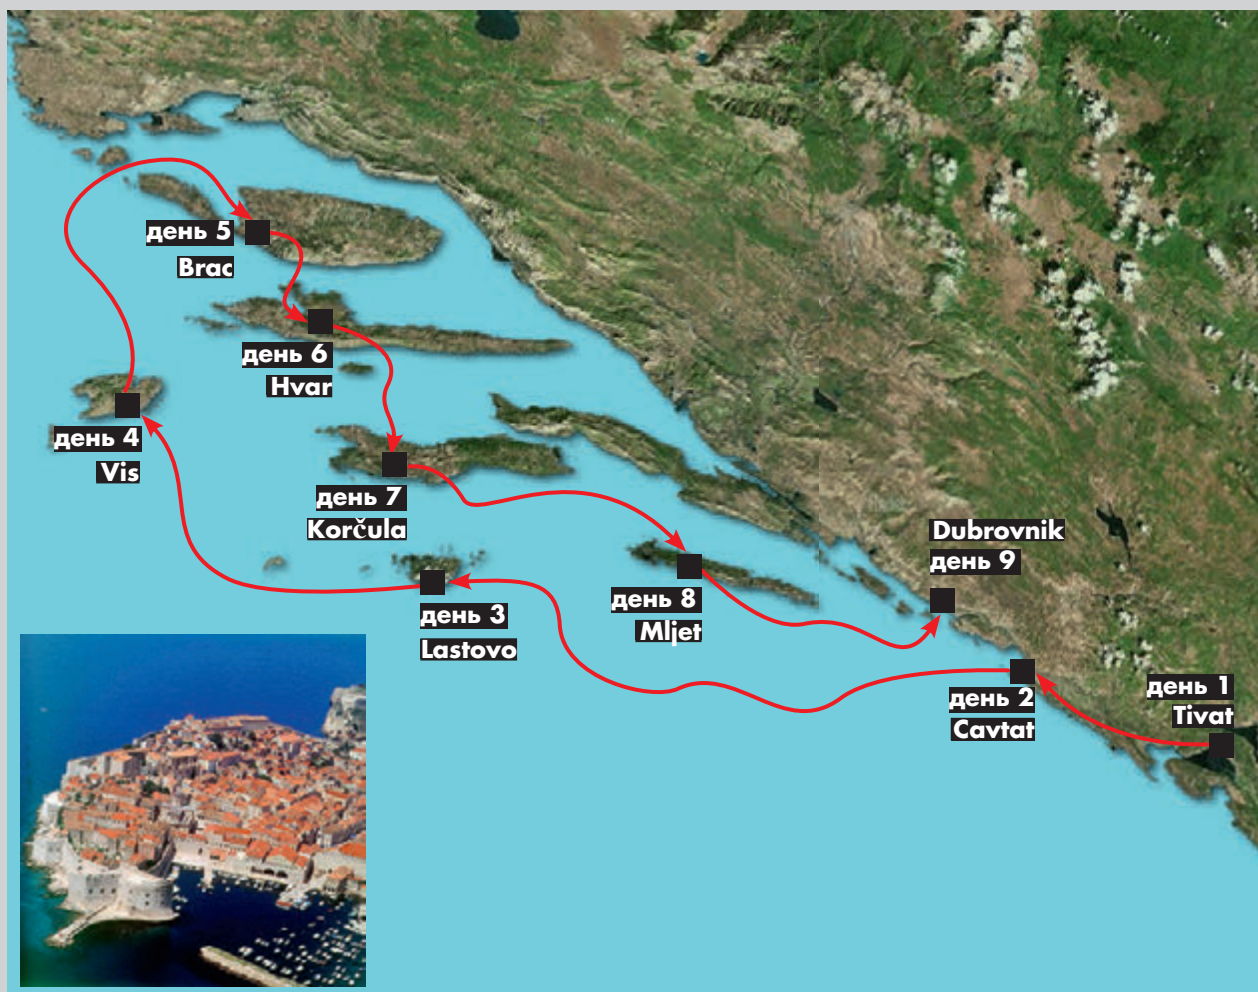 день 5
Brac
день 6
Hvar
день 4
Vis
день 7
Korčula
Dubrovnik
день 9
день 8
Mljet
день 3
Lastovo
день 2
Cavtat
день 1
Tivat